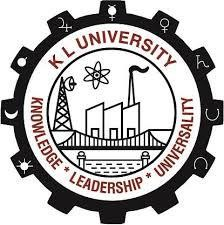 K L UNIVERSITY
KNOWLEDGE * LEADERSHIP * UNIVERSALITY